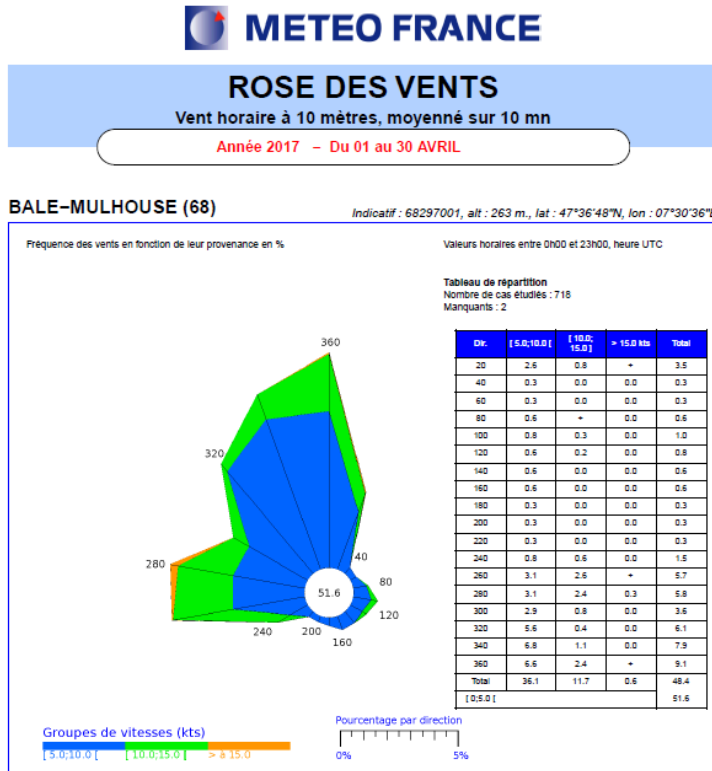 METEO FRANCE
ROSE DES VENTS
Vent horaire à 10 mètres, moyenné sur 10 mn
Année 2017 – Du 01 au 30 AVRIL
BALE–MULHOUSE (68)
Indicatif : 68297001, alt : 263 m., lat : 47°36'48"N, lon : 07°30'36"E
Fréquence des vents en fonction de leur provenance en %
Valeurs horaires entre 0h00 et 23h00, heure UTC
Tableau de répartition
Nombre de cas étudiés : 718
Manquants : 2
360
320
280
240
200
160
120
80
40
51.6
Dir. [ 5.0;10.0 [ [ 10.0; 15.0 ] > 15.0 kts Total
20 2.6 0.8 + 3.5
40 0.3 0.0 0.0 0.3
60 0.3 0.0 0.0 0.3
80 0.6 + 0.0 0.6
100 0.8 0.3 0.0 1.0
120 0.6 0.2 0.0 0.8
140 0.6 0.0 0.0 0.6
160 0.6 0.0 0.0 0.6
180 0.3 0.0 0.0 0.3
200 0.3 0.0 0.0 0.3
220 0.3 0.0 0.0 0.3
240 0.8 0.6 0.0 1.5
260 3.1 2.6 + 5.7
280 3.1 2.4 0.3 5.8
300 2.9 0.8 0.0 3.6
320 5.6 0.4 0.0 6.1
340 6.8 1.1 0.0 7.9
360 6.6 2.4 + 9.1
Total 36.1 11.7 0.6 48.4
[ 0;5.0 [ 51.6
Groupes de vitesses (kts)
[ 5.0;10.0 [ [ 10.0;15.0 [ > à 15.0
Pourcentage par direction
0% 5%